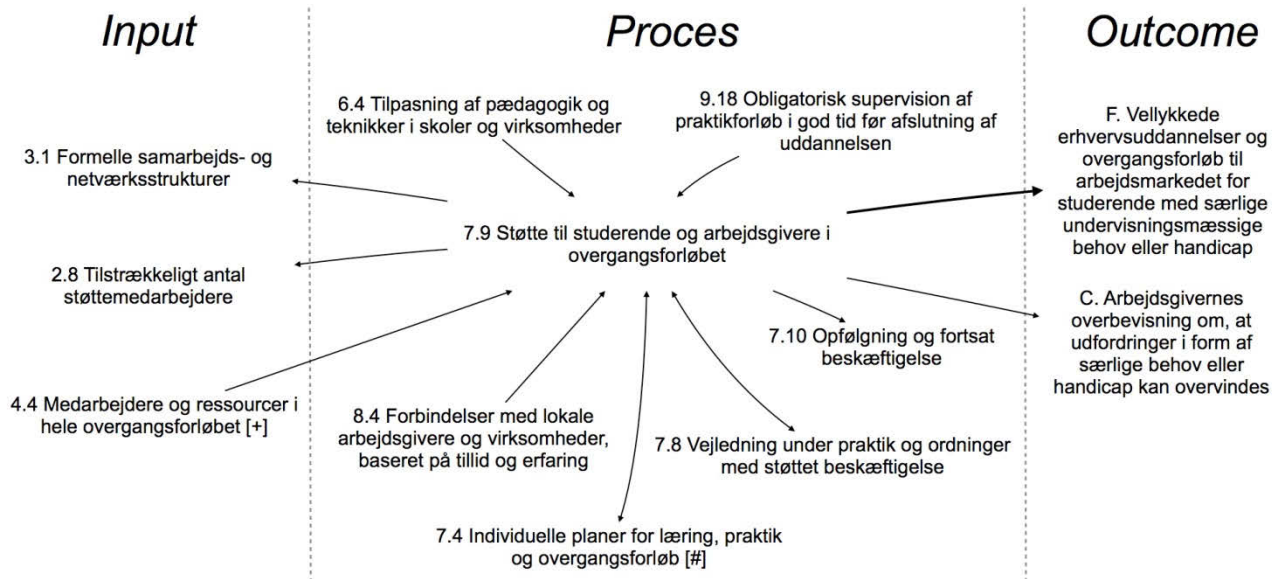 Input
Proces
Outcome
6.4 Tilpasning af pædagogik og
teknikker i skoler og virksomheder
9.18 Obligatorisk supervision af
praktikforløb i god tid før afslutning af
uddannelsen
3.1 Formelle samarbejds- og
netværksstrukturer
F. Vellykkede
erhvervsuddannelser og
overgangsforløb til
arbejdsmarkedet for
studerende med særlige
undervisningsmæssige
behov eller handicap
7.9 Støtte til studerende og arbejdsgivere i
overgangsforløbet
2.8 Tilstrækkeligt antal
støttemedarbejdere
C. Arbejdsgivernes
overbevisning om, at
udfordringer i form af
særlige behov eller
handicap kan overvindes
7.10 Opfølgning og fortsat
beskæftigelse
4.4 Medarbejdere og ressourcer i
hele overgangsforløbet [+]
8.4 Forbindelser med lokale
arbejdsgivere og virksomheder,
baseret på tillid og erfaring
7.8 Vejledning under praktik og ordninger
med støttet beskæftigelse
7.4 Individuelle planer for læring, praktik
og overgangsforløb [#]